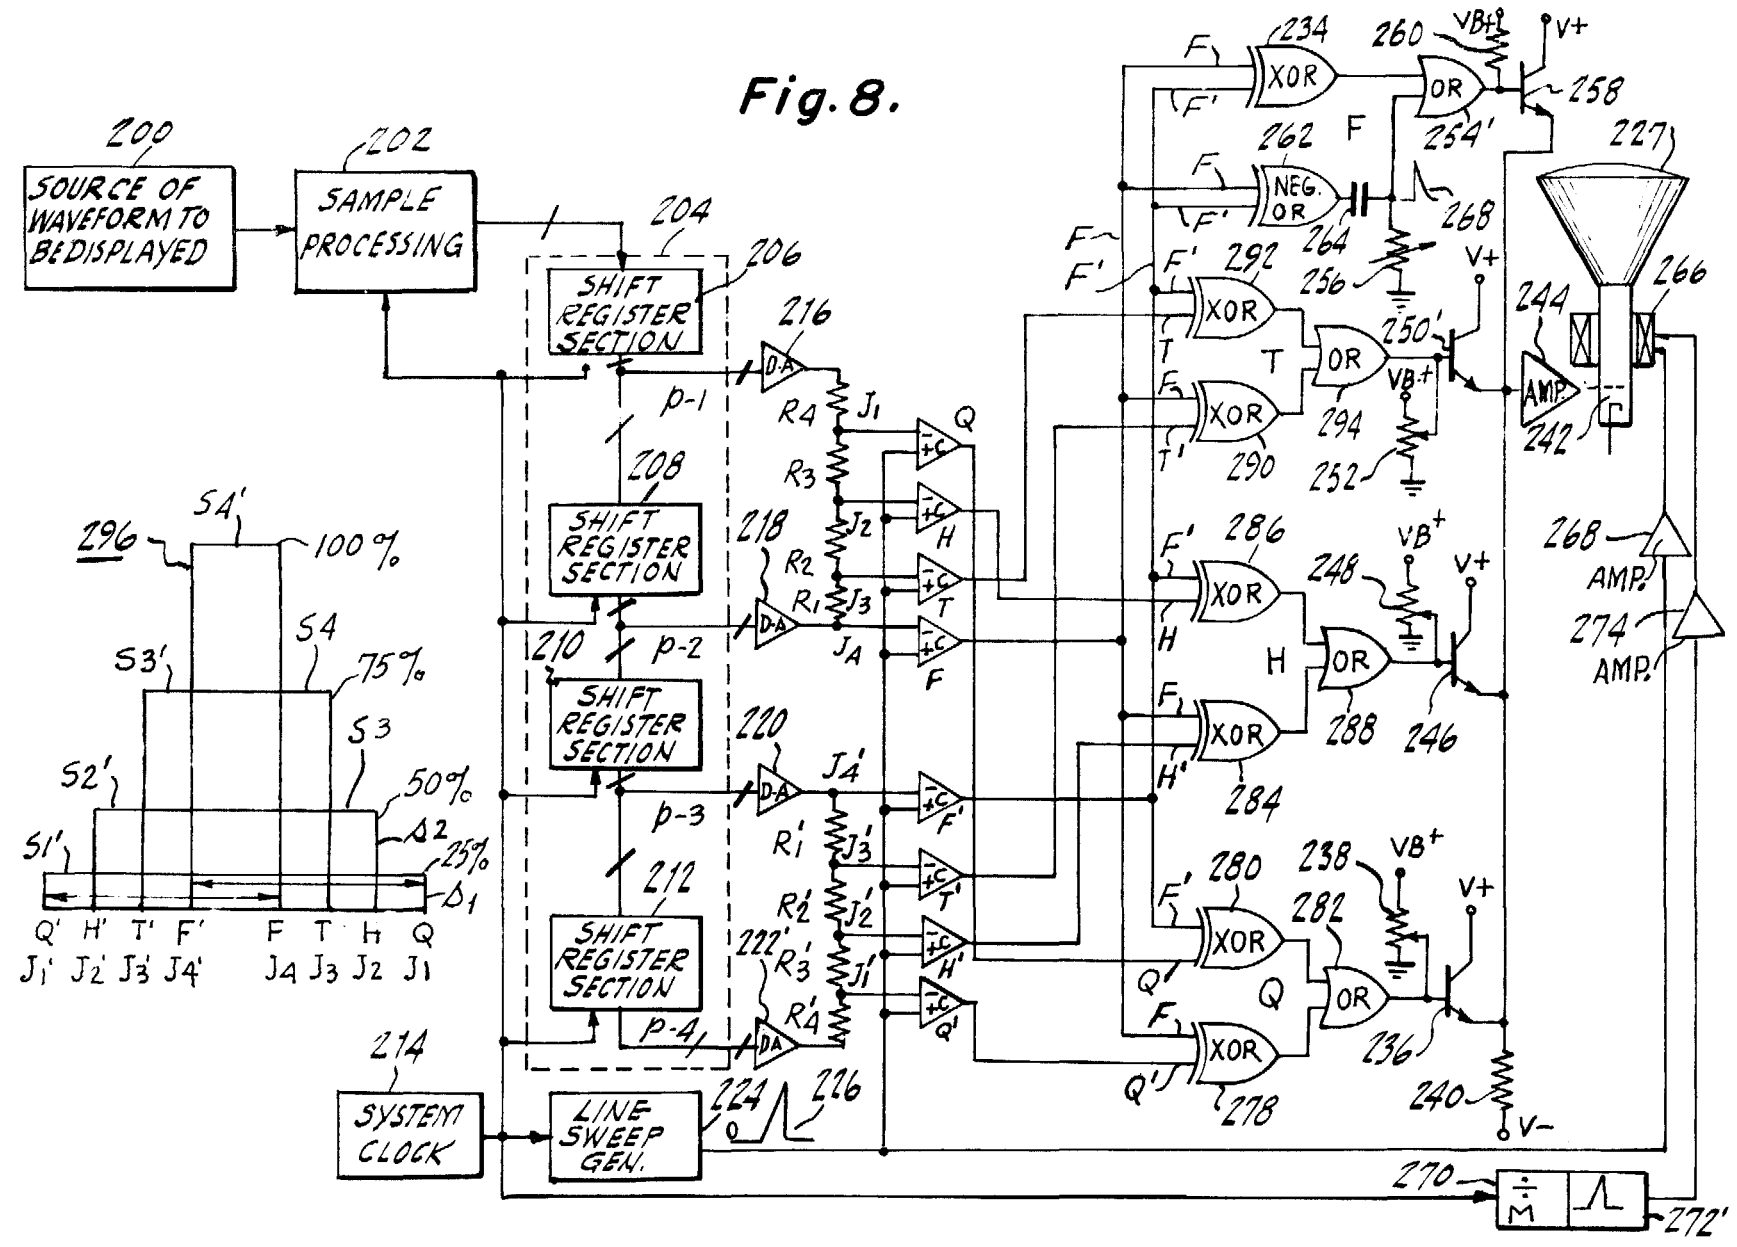 Fig. 8.
200
SOURCE OF
WAVEFORM TO
BE DISPLAYED
202
SAMPLE
PROCESSING
204
206
SHIFT
REGISTER
SECTION
208
SHIFT
REGISTER
SECTION
210
SHIFT
REGISTER
SECTION
212
SHIFT
REGISTER
SECTION
p-1
p-2
p-3
p-4
214
SYSTEM
CLOCK
224
LINE-
SWEEP
GEN.
0
226
216
D-A
218
D-A
220
D-A
222'
DA
R4
J1
R3
J2
R2
R1
J3
JA
J4'
R1'
J3'
R2'
J2'
R3'
J1'
R4'
-
+C
Q
-
+C
H
-
+C
T
-
+C
F
-
+C
F'
-
+C
T'
-
+C
H'
-
+C
Q'
296
S4'
100%
S3'
S4
75%
S2'
S3
50%
S2
S1'
25%
S1
Q' H' T' F' F T H Q
J1' J2' J3' J4' J4 J3 J2 J1
F
F'
F
F'
234
XOR
F
F'
262
NEG.
OR
264
F
256
268
OR
254'
260
VB+
V+
258
F'
T
292
XOR
F
T'
XOR
290
T
OR
294
250'
V+
VB+
252
F'
H
286
XOR
F
H'
XOR
284
H
OR
288
VB+
248
V+
246
F'
Q
280
XOR
F
Q'
XOR
278
Q
282
OR
238
VB+
V+
236
240
V-
227
266
244
AMP.
242
268
AMP.
274
AMP.
270
÷
M
272'